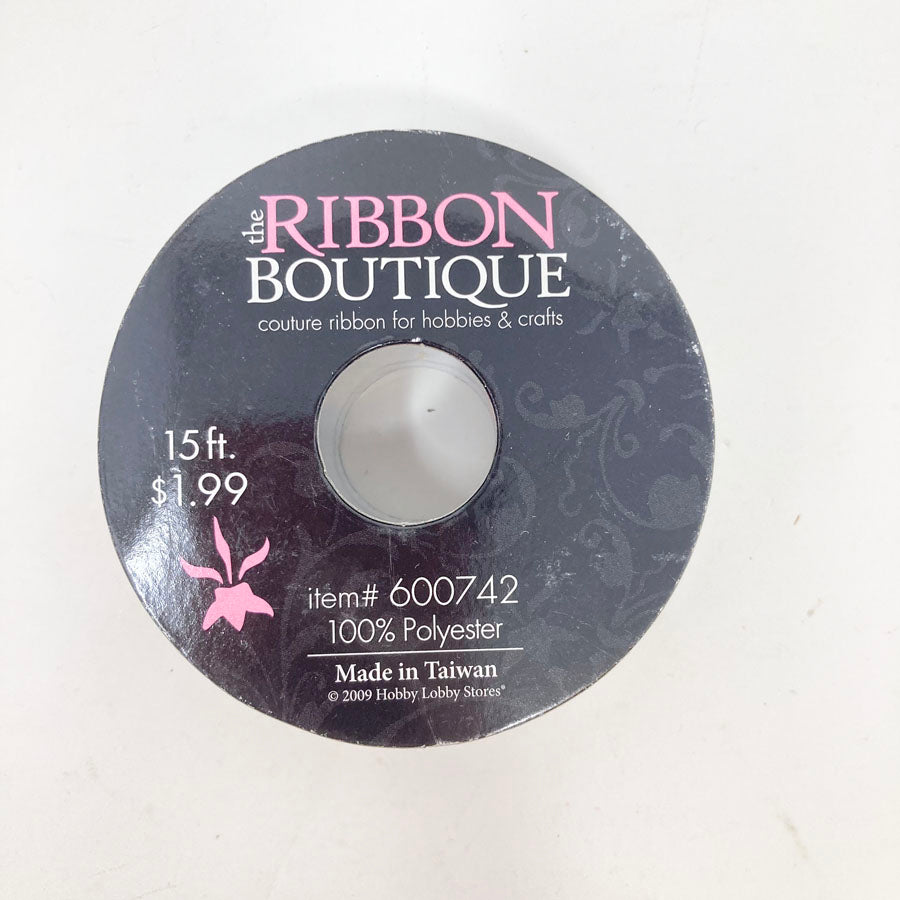 the RIBBON
BOUTIQUE
couture ribbon for hobbies & crafts
15 ft.
$1.99
item# 600742
100% Polyester
Made in Taiwan
© 2009 Hobby Lobby Stores®